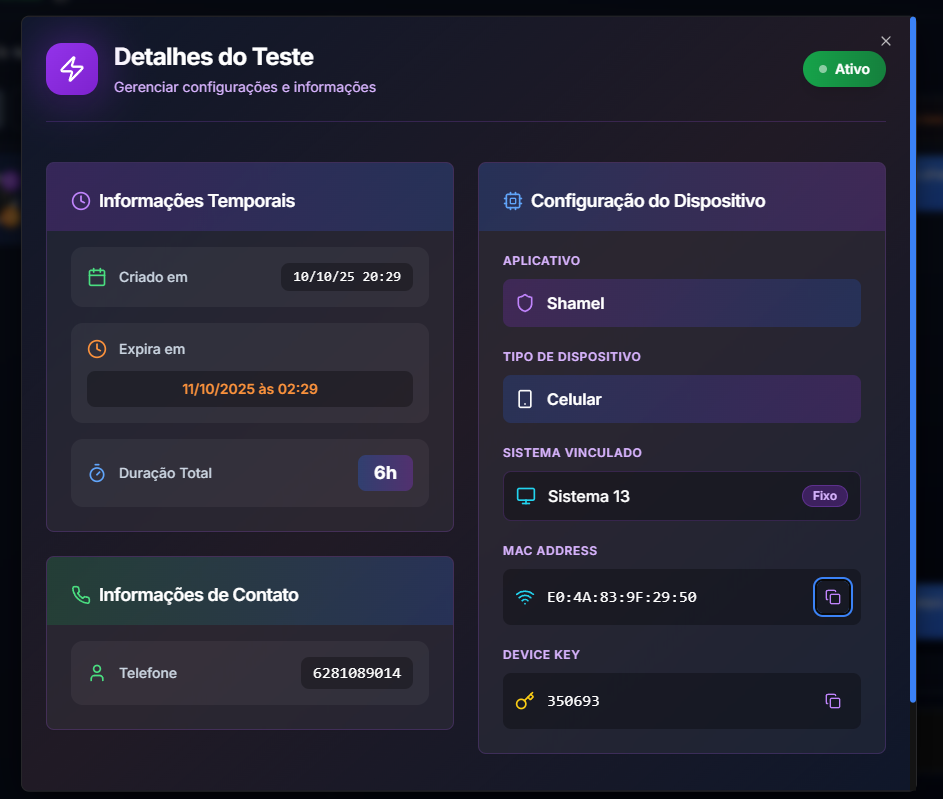 Detalhes do Teste
Gerenciar configurações e informações
Ativo
Informações Temporais
Criado em
10/10/25 20:29
Expira em
11/10/2025 às 02:29
Duração Total
6h
Informações de Contato
Telefone
6281089014
Configuração do Dispositivo
APLICATIVO
Shamel
TIPO DE DISPOSITIVO
Celular
SISTEMA VINCULADO
Sistema 13
Fixo
MAC ADDRESS
E0:4A:83:9F:29:50
DEVICE KEY
350693